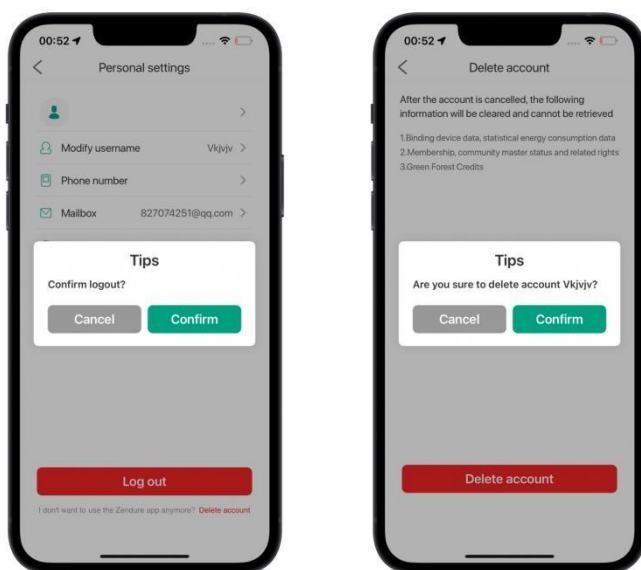 00:52
Personal settings
Modify username Vkjvjv
Phone number
Mailbox 827074251@qq.com
Tips
Confirm logout?
Cancel Confirm
Log out
I don't want to use the Zendure app anymore? Delete account
00:52
Delete account
After the account is cancelled, the following
information will be cleared and cannot be retrieved
1.Binding device data, statistical energy consumption data
2.Membership, community master status and related rights
3.Green Forest Credits
Tips
Are you sure to delete account Vkjvjv?
Cancel Confirm
Delete account